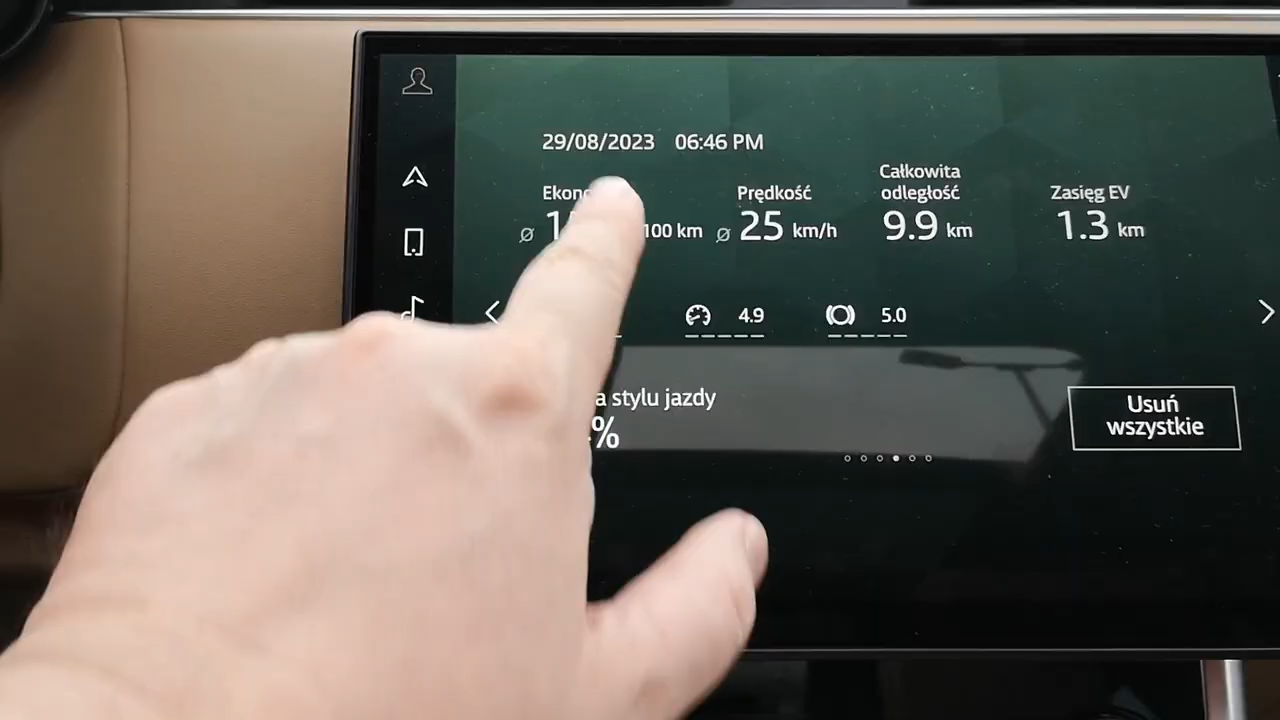 29/08/2023 06:46 PM
Całkowita
Prędkość odległość Zasięg EV
100 km ⌀ 25 km/h 9.9 km 1.3 km
4.9 5.0
stylu jazdy
%
Usuń
wszystkie